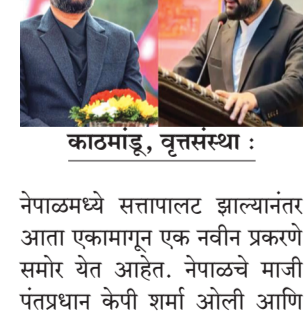 काठमांडू, वृत्तसंस्था :
नेपाळमध्ये सत्तापालट झाल्यानंतर
आता एकामागून एक नवीन प्रकरणे
समोर येत आहेत. नेपाळचे माजी
पंतप्रधान केपी शर्मा ओली आणि